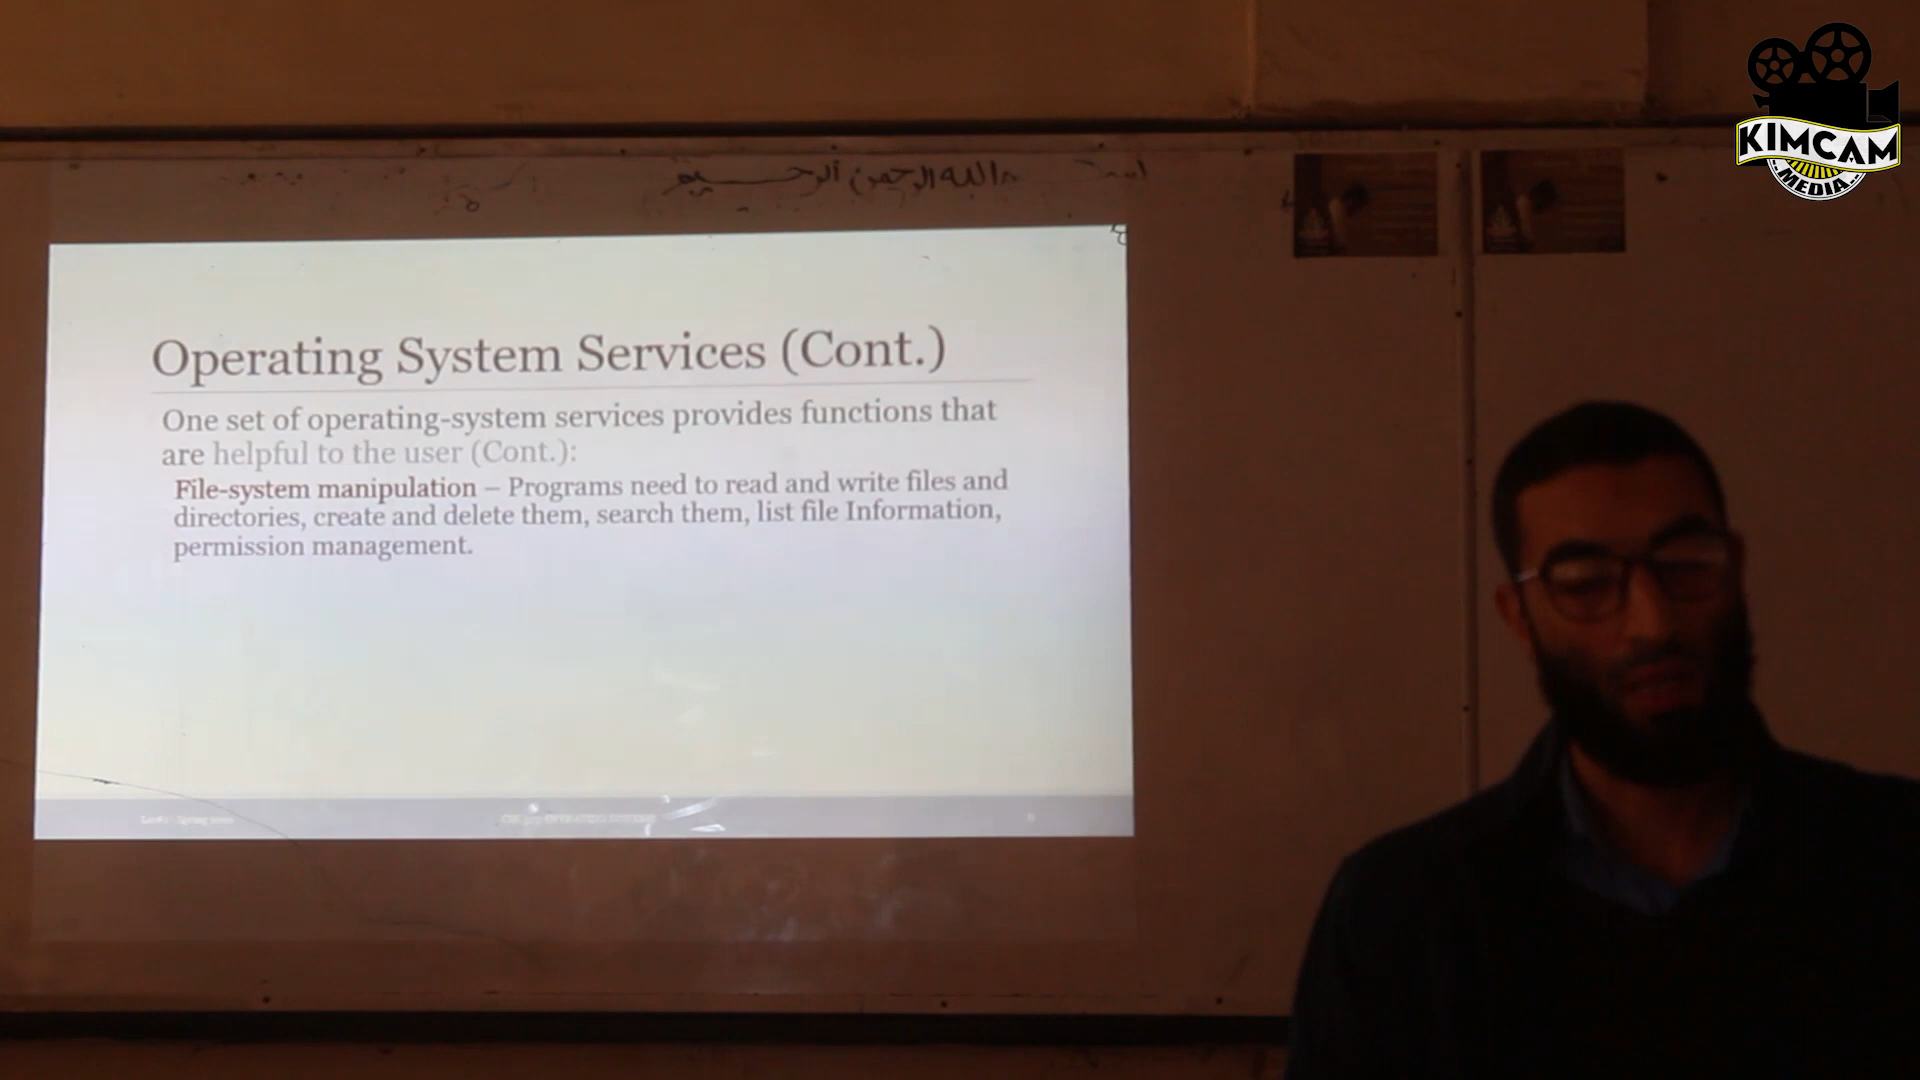 KIMCAM
MEDIA
الله الرحمن الرحيم
Operating System Services (Cont.)
One set of operating-system services provides functions that
are helpful to the user (Cont.):
File-system manipulation – Programs need to read and write files and
directories, create and delete them, search them, list file Information,
permission management.
OPERATING SYSTEMS